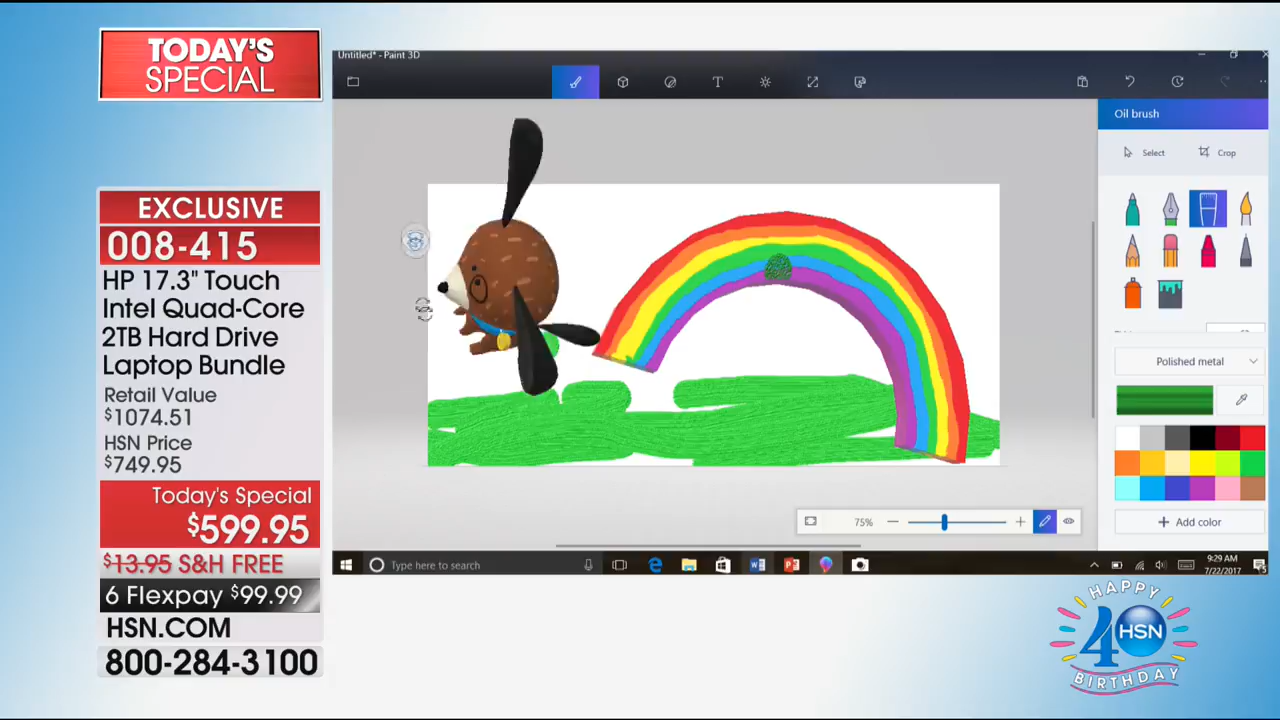 TODAY'S
SPECIAL
EXCLUSIVE
008-415
HP 17.3" Touch
Intel Quad-Core
2TB Hard Drive
Laptop Bundle
Retail Value
$1074.51
HSN Price
$749.95
Today's Special
$599.95
$13.95 S&H FREE
6 Flexpay $99.99
HSN.COM
800-284-3100
Untitled* - Paint 3D
T
Oil brush
Select
Crop
Polished metal
+ Add color
75%
Type here to search
9:29 AM
7/22/2017
HAPPY
40 HSN
BIRTHDAY